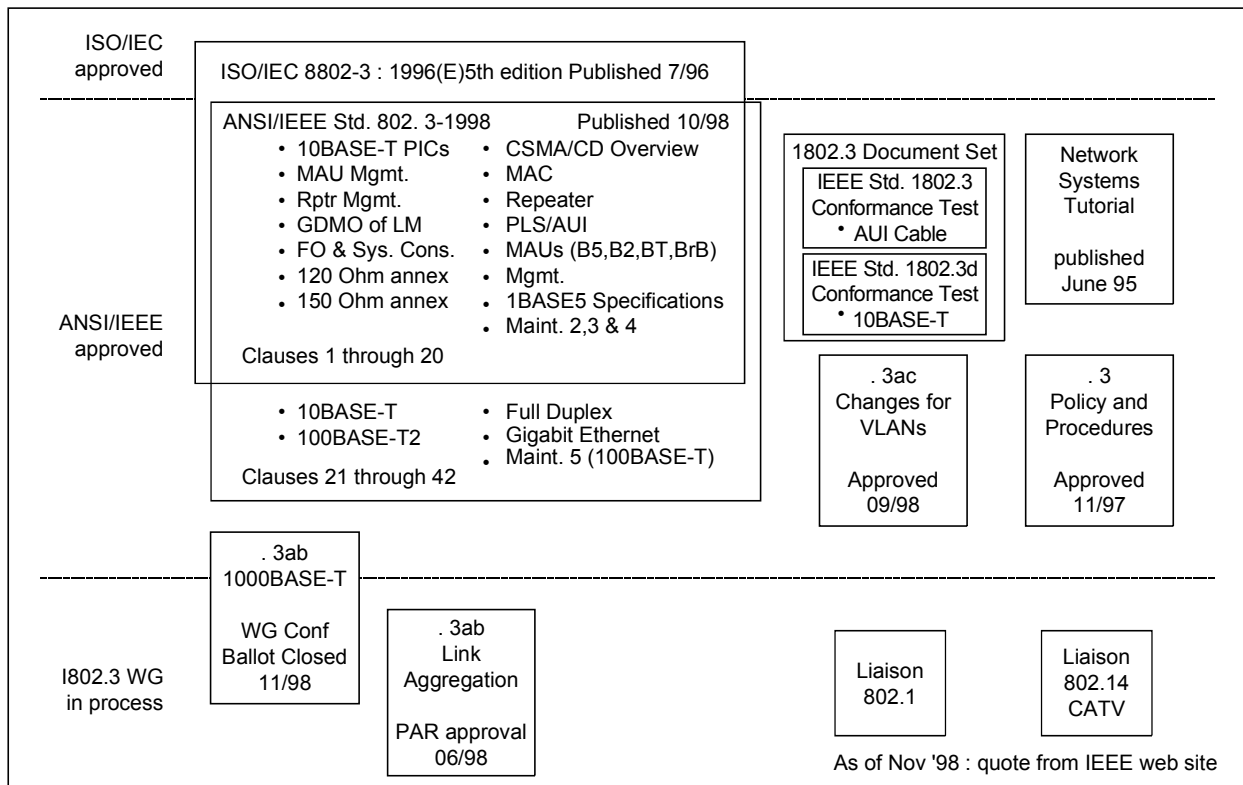 ISO/IEC
approved
ISO/IEC 8802-3 : 1996(E)5th edition Published 7/96
ANSI/IEEE
approved
ANSI/IEEE Std. 802. 3-1998 Published 10/98
• 10BASE-T PICs
• MAU Mgmt.
• Rptr Mgmt.
• GDMO of LM
• FO & Sys. Cons.
• 120 Ohm annex
• 150 Ohm annex
• CSMA/CD Overview
• MAC
• Repeater
• PLS/AUI
• MAUs (B5,B2,BT,BrB)
• Mgmt.
• 1BASE5 Specifications
• Maint. 2,3 & 4
Clauses 1 through 20
• 10BASE-T
• 100BASE-T2
• Full Duplex
• Gigabit Ethernet
• Maint. 5 (100BASE-T)
Clauses 21 through 42
1802.3 Document Set
IEEE Std. 1802.3
Conformance Test
• AUI Cable
IEEE Std. 1802.3d
Conformance Test
• 10BASE-T
Network
Systems
Tutorial
published
June 95
. 3ac
Changes for
VLANs
Approved
09/98
. 3
Policy and
Procedures
Approved
11/97
I802.3 WG
in process
. 3ab
1000BASE-T
WG Conf
Ballot Closed
11/98
. 3ab
Link
Aggregation
PAR approval
06/98
Liaison
802.1
Liaison
802.14
CATV
As of Nov '98 : quote from IEEE web site